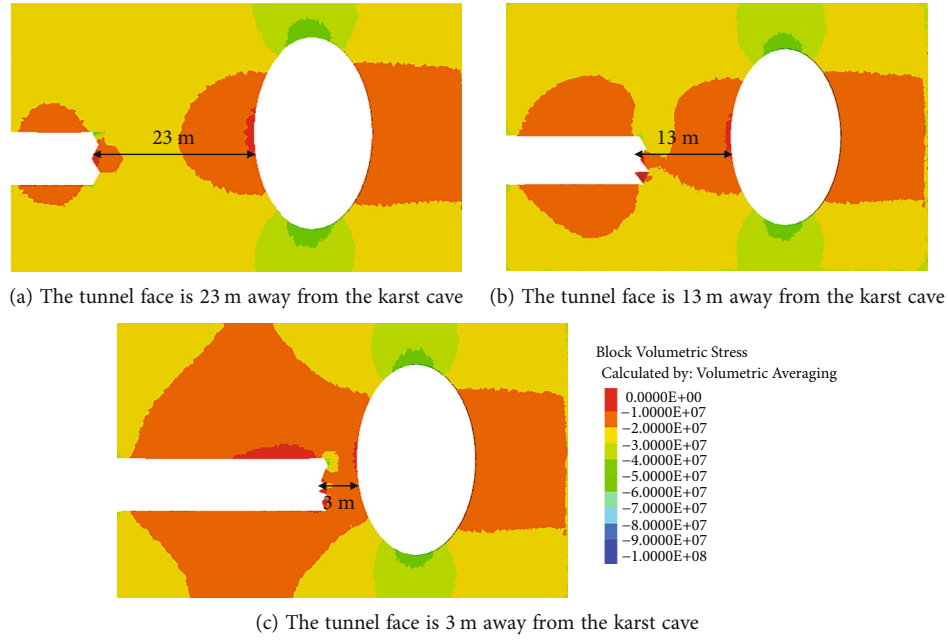 23 m
13 m
(a) The tunnel face is 23 m away from the karst cave
(b) The tunnel face is 13 m away from the karst cave
3 m
Block Volumetric Stress
Calculated by: Volumetric Averaging
0.0000E+00
−1.0000E+07
−2.0000E+07
−3.0000E+07
−4.0000E+07
−5.0000E+07
−6.0000E+07
−7.0000E+07
−8.0000E+07
−9.0000E+07
−1.0000E+08
(c) The tunnel face is 3 m away from the karst cave